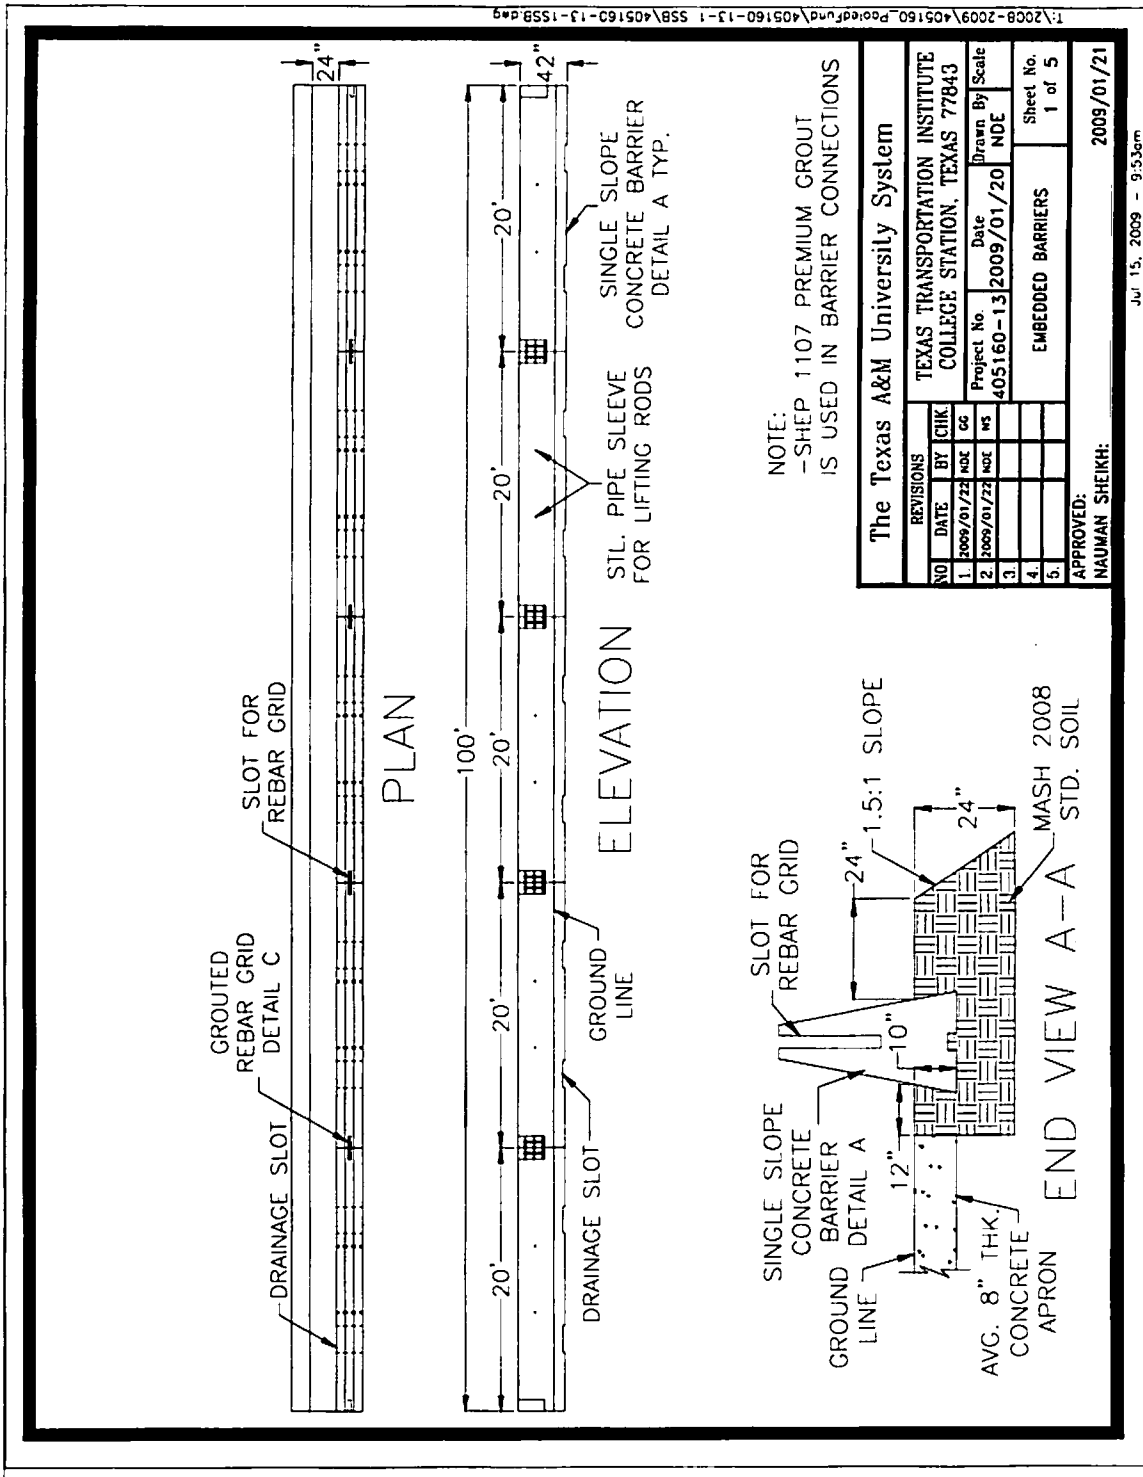 T:\2008-2009\405160_PooledFund\405160-13-1 SSB\405160-13-1SSB.dwg
GROUTED
REBAR GRID
DETAIL C
SLOT FOR
REBAR GRID
DRAINAGE SLOT
24"
PLAN
100'
20'
20'
20'
20'
20'
42"
DRAINAGE SLOT
GROUND
LINE
ELEVATION
STL. PIPE SLEEVE
FOR LIFTING RODS
SINGLE SLOPE
CONCRETE BARRIER
DETAIL A TYP.
SINGLE SLOPE
CONCRETE
BARRIER
DETAIL A
SLOT FOR
REBAR GRID
GROUND
LINE
12"
10"
24"
1.5:1 SLOPE
24"
AVG. 8" THK.
CONCRETE
APRON
MASH 2008
STD. SOIL
END VIEW A-A
NOTE:
-SHEP 1107 PREMIUM GROUT
IS USED IN BARRIER CONNECTIONS
The Texas A&M University System
REVISIONS
NO DATE BY CHK.
1. 2009/01/22 NDE GG
2. 2009/01/22 NDE NS
3.
4.
5.
TEXAS TRANSPORTATION INSTITUTE
COLLEGE STATION, TEXAS 77843
Project No. Date Drawn By Scale
405160-13 2009/01/20 NDE
EMBEDDED BARRIERS
Sheet No.
1 of 5
APPROVED:
NAUMAN SHEIKH: 2009/01/21
Jul 15, 2009 - 9:53am